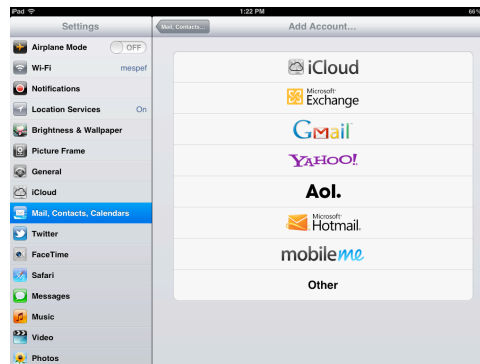 iPad 1:22 PM 66%
Settings
Mail, Contacts... Add Account...
Airplane Mode OFF
Wi-Fi mespef
Notifications
Location Services On
Brightness & Wallpaper
Picture Frame
General
iCloud
Mail, Contacts, Calendars
Twitter
FaceTime
Safari
Messages
Music
Video
Photos
iCloud
Microsoft
Exchange
Gmail
YAHOO!
Aol.
Microsoft
Hotmail
mobileme
Other